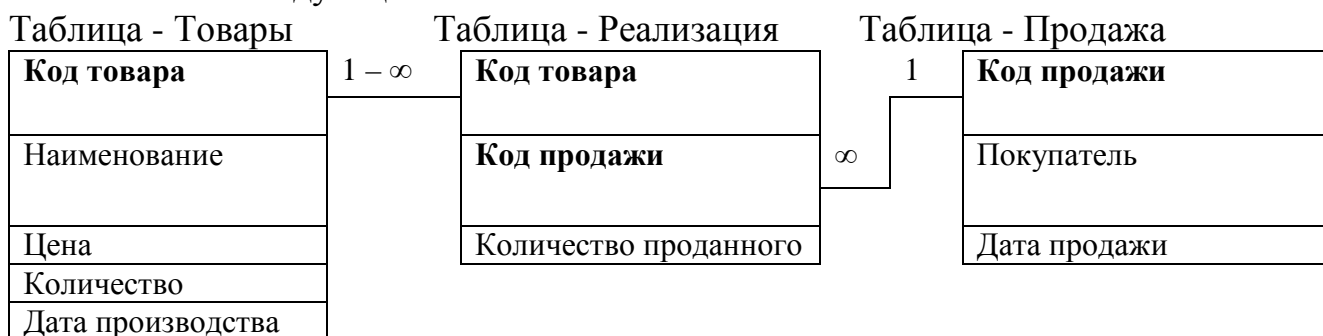 Таблица - Товары Таблица - Реализация Таблица - Продажа
Код товара 1 – ∞ Код товара 1 Код продажи
Наименование Код продажи ∞ Покупатель
Цена Количество проданного Дата продажи
Количество
Дата производства